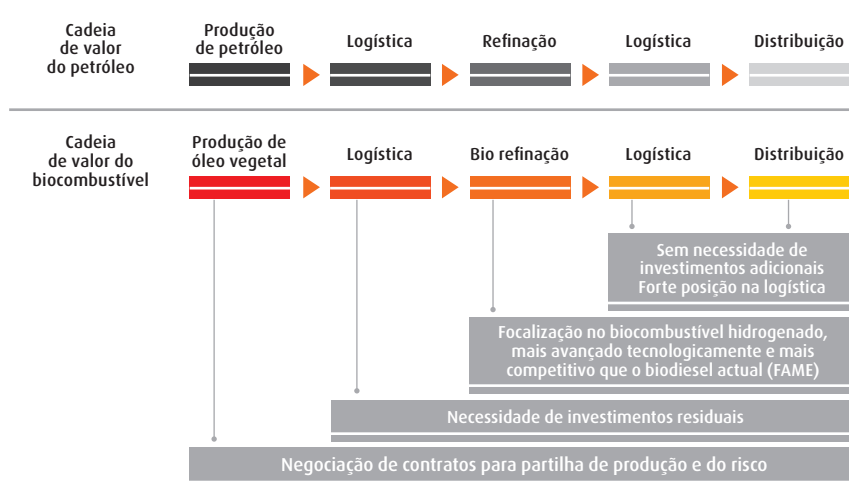 Cadeia
de valor
do petróleo
Produção
de petróleo
Logística
Refinação
Logística
Distribuição
Cadeia
de valor do
biocombustível
Produção de
óleo vegetal
Logística
Bio refinação
Logística
Distribuição
Sem necessidade de
investimentos adicionais
Forte posição na logística
Focalização no biocombustível hidrogenado,
mais avançado tecnologicamente e mais
competitivo que o biodiesel actual (FAME)
Necessidade de investimentos residuais
Negociação de contratos para partilha de produção e do risco